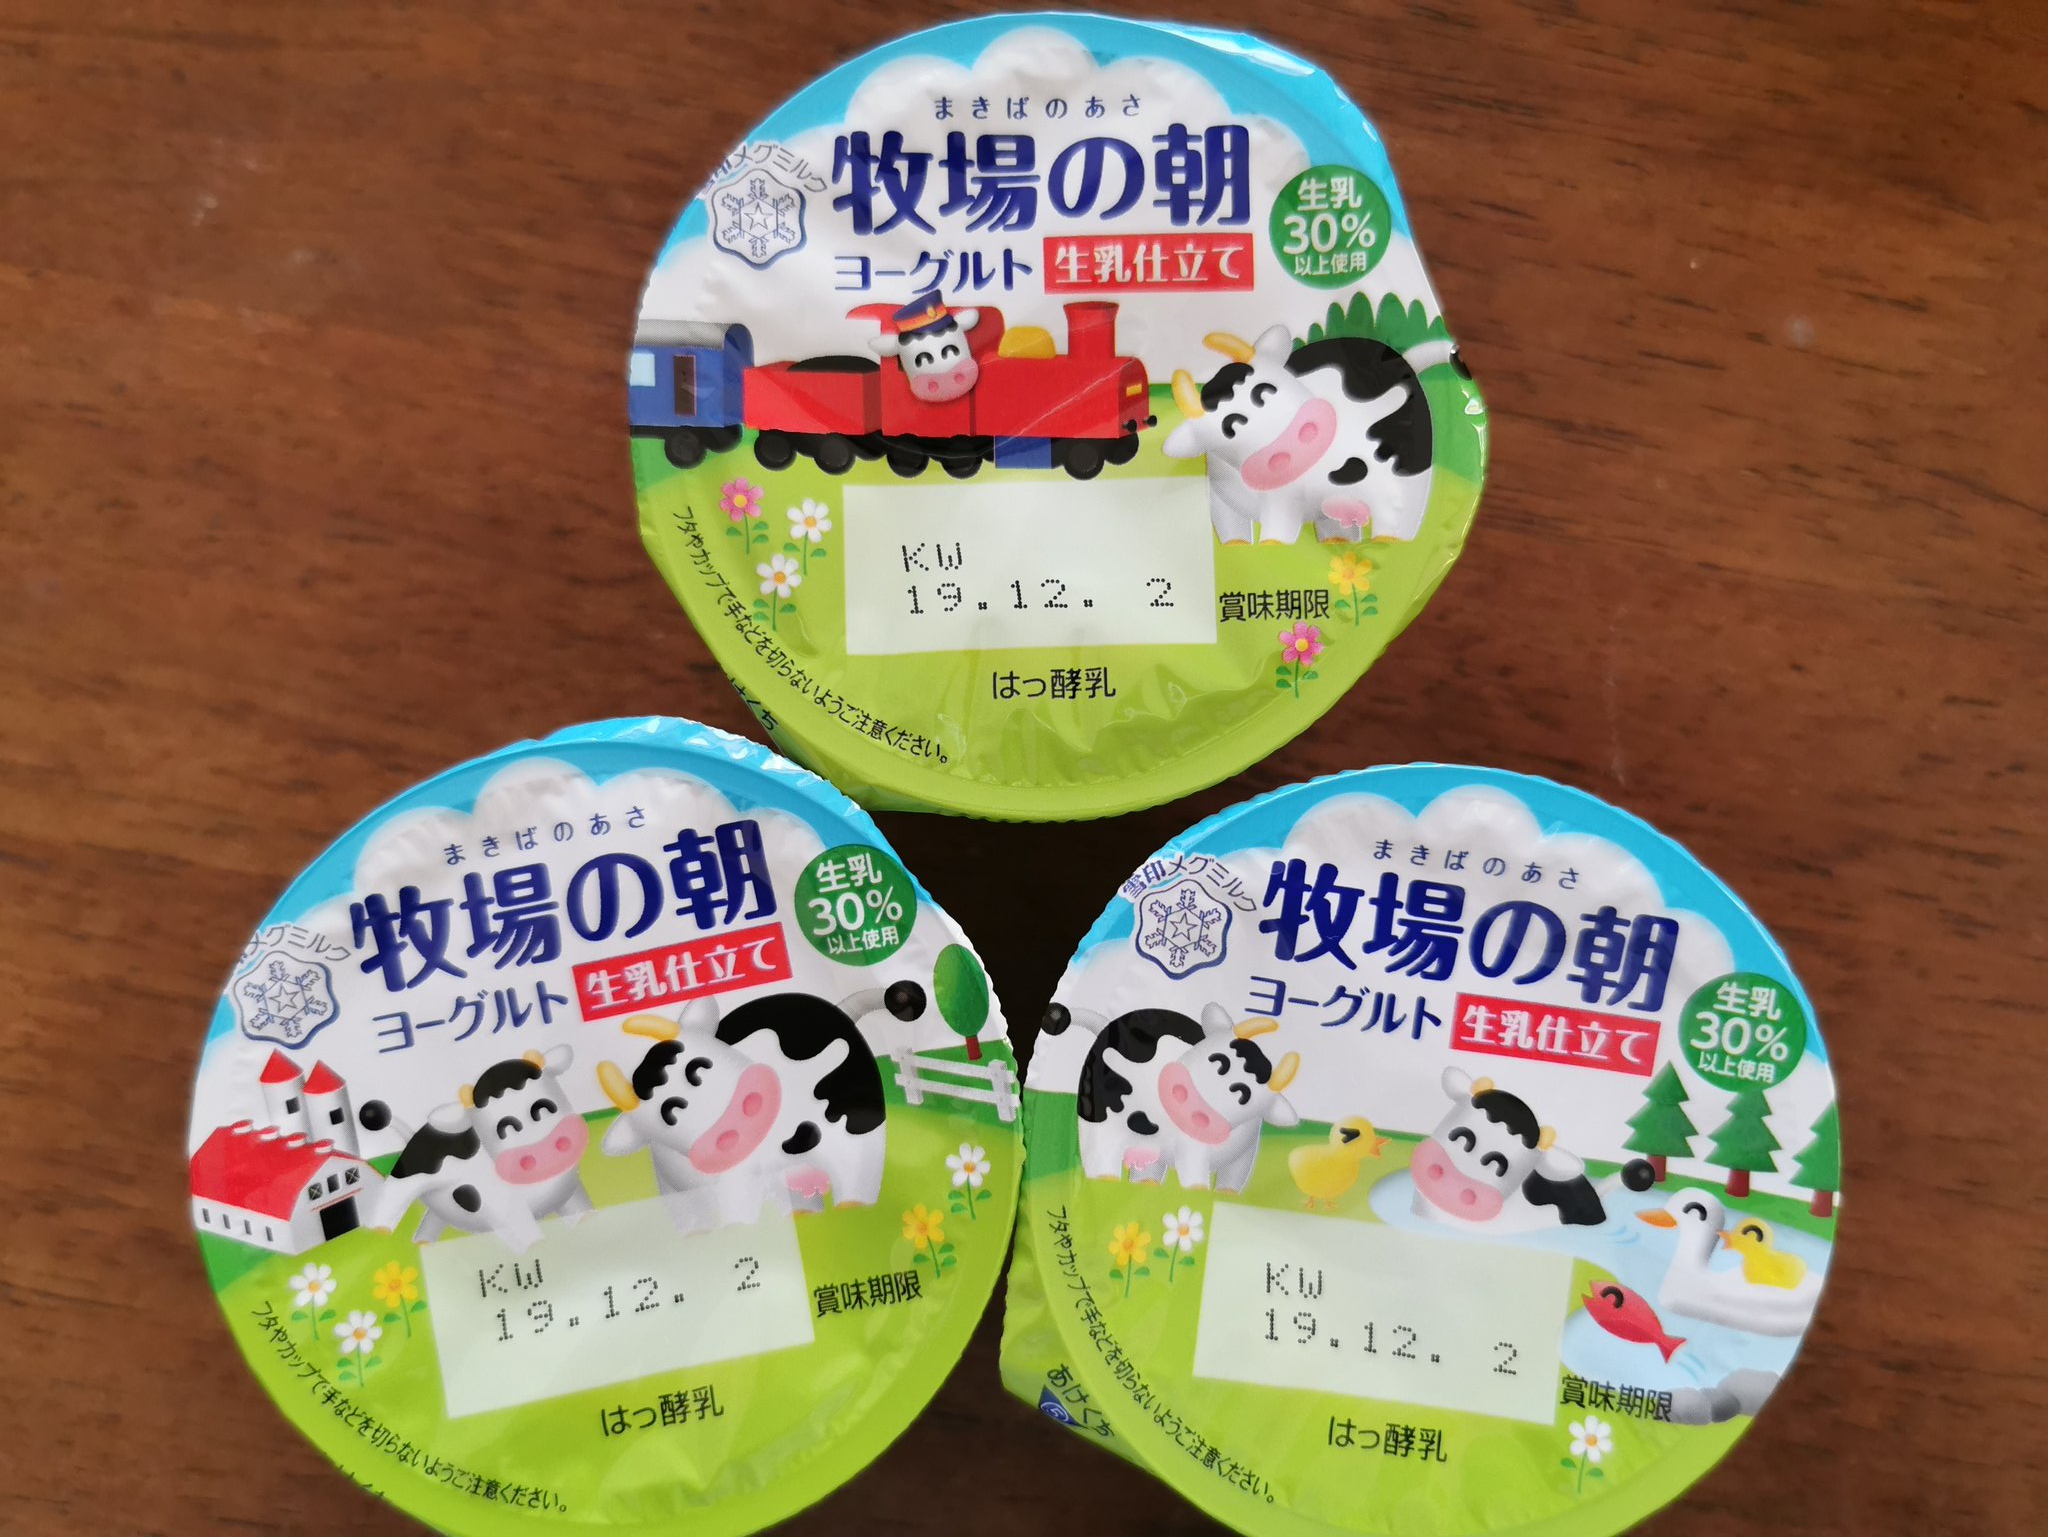 まきばのあさ
牧場の朝
雪印メグミルク
ヨーグルト
生乳仕立て
生乳
30%
以上使用
KW
19.12. 2
賞味期限
はっ酵乳
フタやカップで手などを切らないようご注意ください。
まきばのあさ
牧場の朝
メグミルク
ヨーグルト
生乳仕立て
生乳
30%
以上使用
KW
19.12. 2
賞味期限
はっ酵乳
フタやカップで手などを切らないようご注意ください。
まきばのあさ
牧場の朝
雪印メグミルク
ヨーグルト
生乳仕立て
生乳
30%
以上使用
KW
19.12. 2
賞味期限
はっ酵乳
フタやカップで手などを切らないようご注意ください。
あけくち